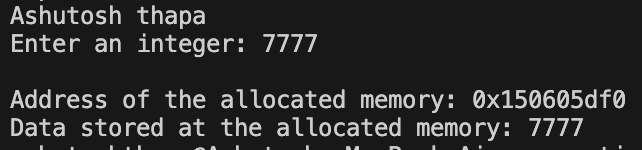 Ashutosh thapa
Enter an integer: 7777
Address of the allocated memory: 0x150605df0
Data stored at the allocated memory: 7777